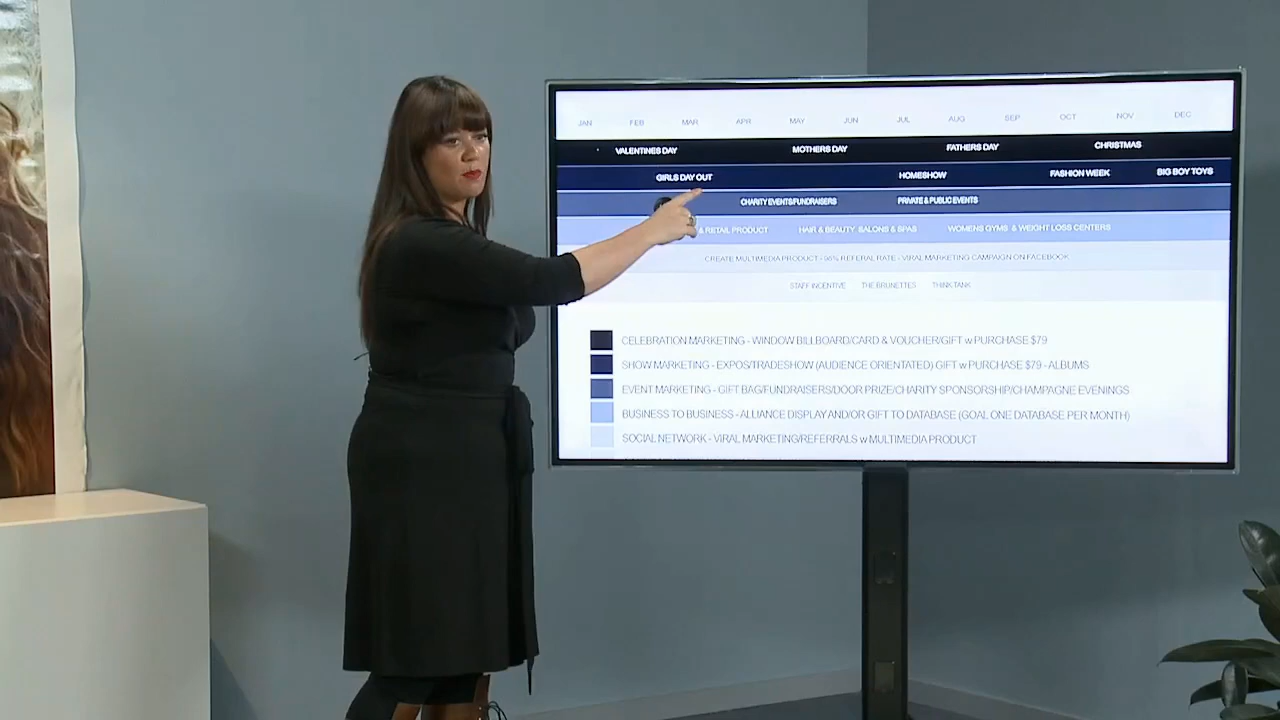 JAN FEB MAR APR MAY JUN JUL AUG SEP OCT NOV DEC
VALENTINES DAY MOTHERS DAY FATHERS DAY CHRISTMAS
GIRLS DAY OUT HOMESHOW FASHION WEEK BIG BOY TOYS
CHARITY EVENTS/FUNDRAISERS PRIVATE & PUBLIC EVENTS
& RETAIL PRODUCT HAIR & BEAUTY SALONS & SPAS WOMENS GYMS & WEIGHT LOSS CENTERS
CREATE MULTIMEDIA PRODUCT - 96% REFERAL RATE - VIRAL MARKETING CAMPAIGN ON FACEBOOK
STAFF INCENTIVE THE BRUNETTES THINK TANK
CELEBRATION MARKETING - WINDOW BILLBOARD/CARD & VOUCHER/GIFT w PURCHASE $79
SHOW MARKETING - EXPOS/TRADESHOW (AUDIENCE ORIENTATED) GIFT w PURCHASE $79 - ALBUMS
EVENT MARKETING - GIFT BAG/FUNDRAISERS/DOOR PRIZE/CHARITY SPONSORSHIP/CHAMPAGNE EVENINGS
BUSINESS TO BUSINESS - ALLIANCE DISPLAY AND/OR GIFT TO DATABASE (GOAL ONE DATABASE PER MONTH)
SOCIAL NETWORK - VIRAL MARKETING/REFERRALS w MULTIMEDIA PRODUCT